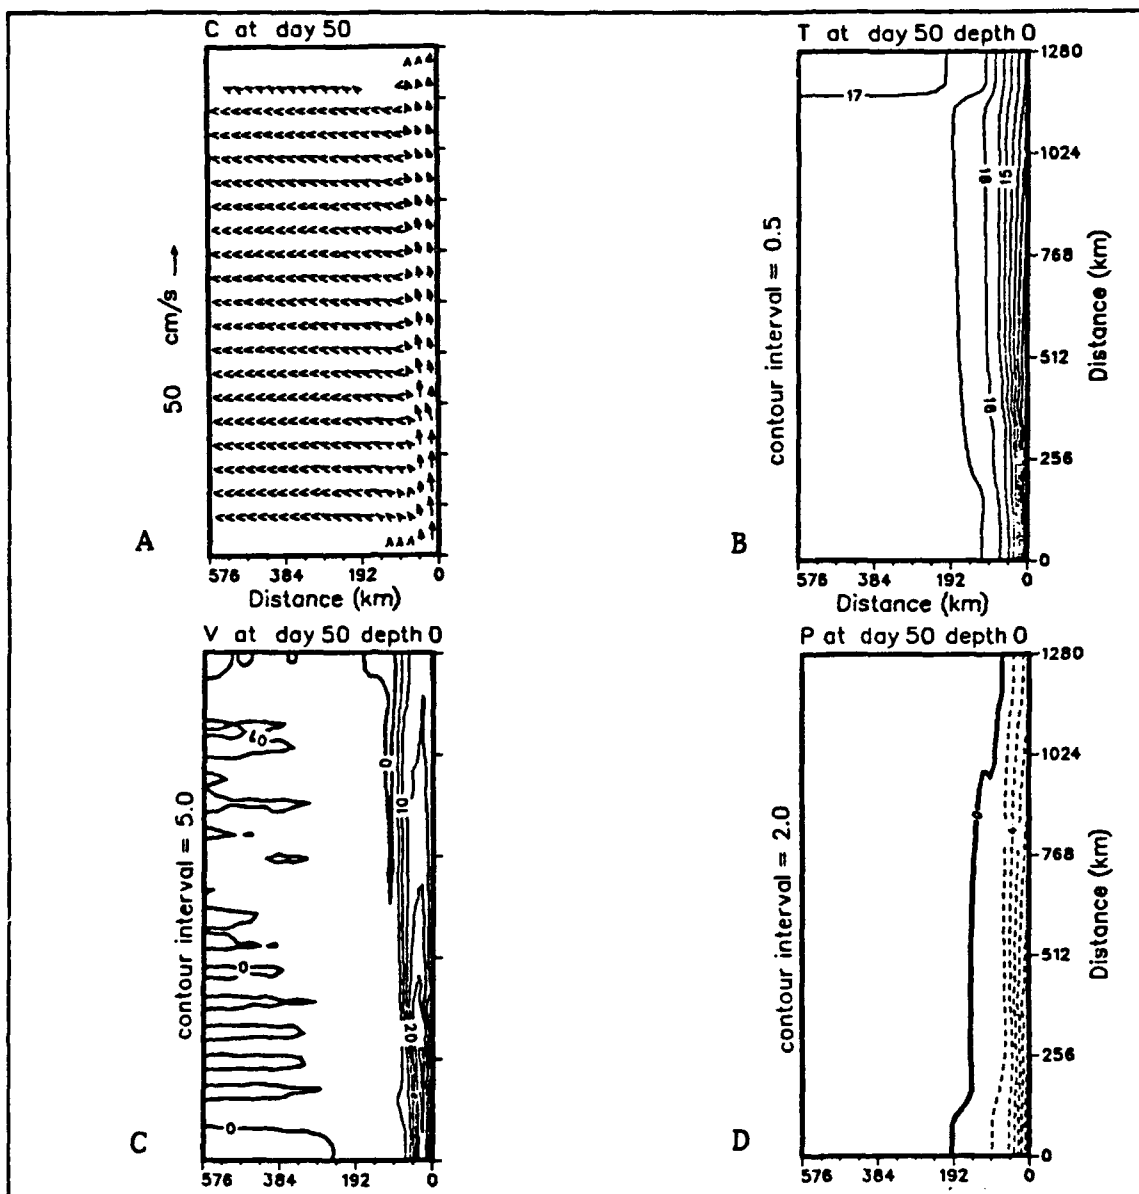 C at day 50
50 cm/s
A
576 384 192 0
Distance (km)
T at day 50 depth 0
17
16
15
16
contour interval = 0.5
1280
1024
768
512
256
0
Distance (km)
B
576 384 192 0
Distance (km)
V at day 50 depth 0
0
0
10
0
20
0
contour interval = 5.0
C
576 384 192 0
P at day 50 depth 0
0
4
contour interval = 2.0
1280
1024
768
512
256
0
Distance (km)
D
576 384 192 0